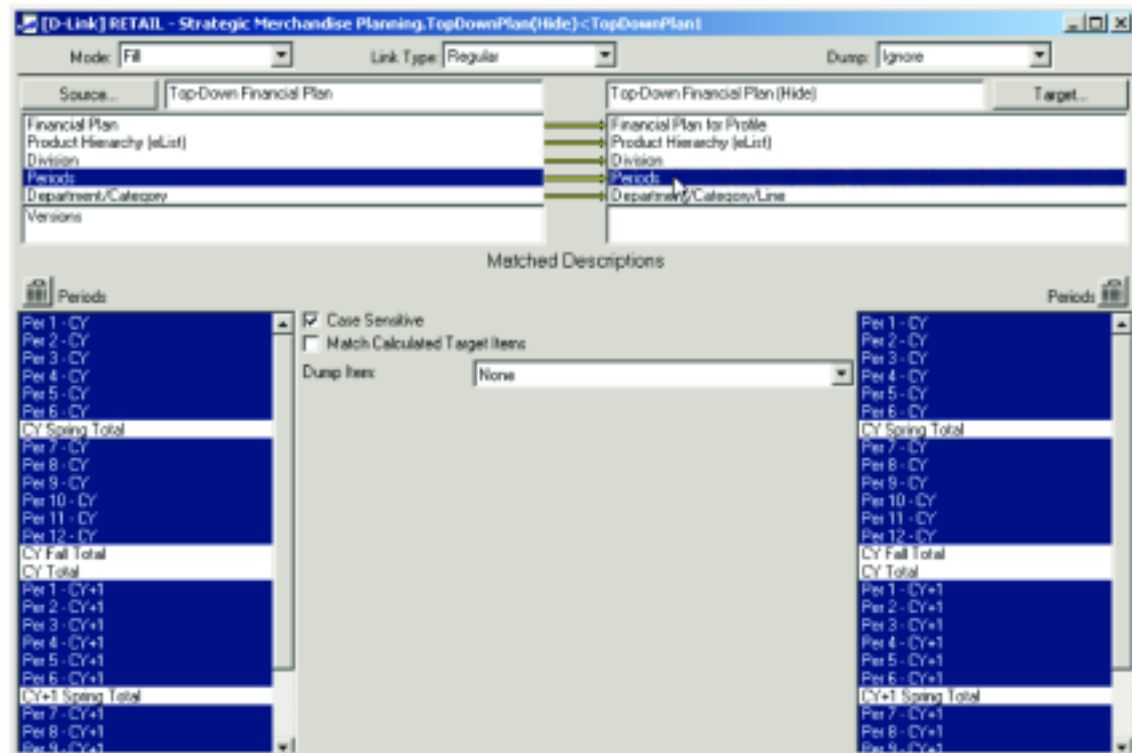 [D-Link] RETAIL - Strategic Merchandise Planning.TopDownPlan(Hide)<TopDownPlan1
Mode: Fill Link Type: Regular Dump: Ignore
Source... Top-Down Financial Plan Top-Down Financial Plan (Hide) Target...
Financial Plan Financial Plan for Profile
Product Hierarchy (eList) Product Hierarchy (eList)
Division Division
Periods Periods
Department/Category Department/Category/Line
Versions
Matched Descriptions
Periods Periods
Per 1 - CY Case Sensitive Per 1 - CY
Per 2 - CY Match Calculated Target Items Per 2 - CY
Per 3 - CY Per 3 - CY
Per 4 - CY Dump Item: None Per 4 - CY
Per 5 - CY Per 5 - CY
Per 6 - CY Per 6 - CY
CY Spring Total CY Spring Total
Per 7 - CY Per 7 - CY
Per 8 - CY Per 8 - CY
Per 9 - CY Per 9 - CY
Per 10 - CY Per 10 - CY
Per 11 - CY Per 11 - CY
Per 12 - CY Per 12 - CY
CY Fall Total CY Fall Total
CY Total CY Total
Per 1 - CY+1 Per 1 - CY+1
Per 2 - CY+1 Per 2 - CY+1
Per 3 - CY+1 Per 3 - CY+1
Per 4 - CY+1 Per 4 - CY+1
Per 5 - CY+1 Per 5 - CY+1
Per 6 - CY+1 Per 6 - CY+1
CY+1 Spring Total CY+1 Spring Total
Per 7 - CY+1 Per 7 - CY+1
Per 8 - CY+1 Per 8 - CY+1
Per 9 - CY+1 Per 9 - CY+1